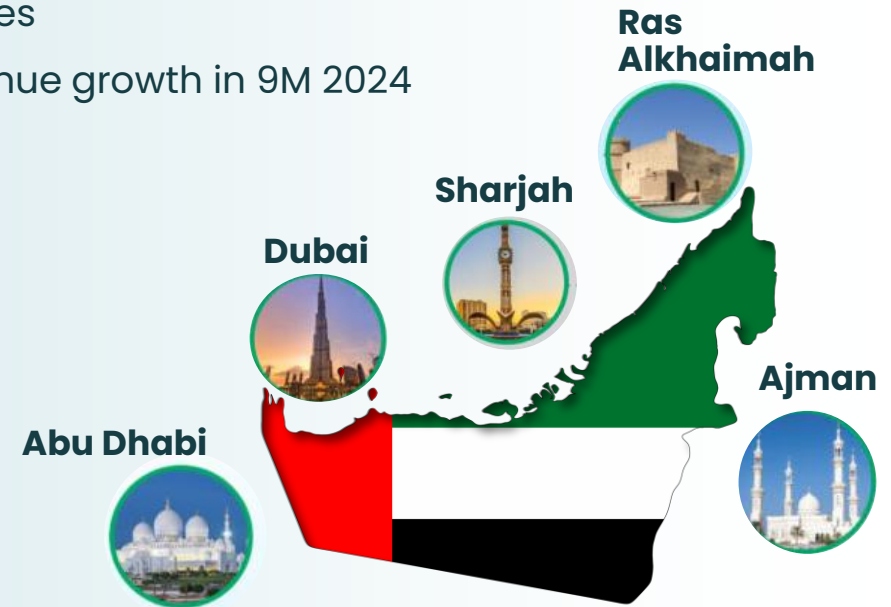 es
nue growth in 9M 2024
Ras
Alkhaimah
Sharjah
Dubai
Ajman
Abu Dhabi